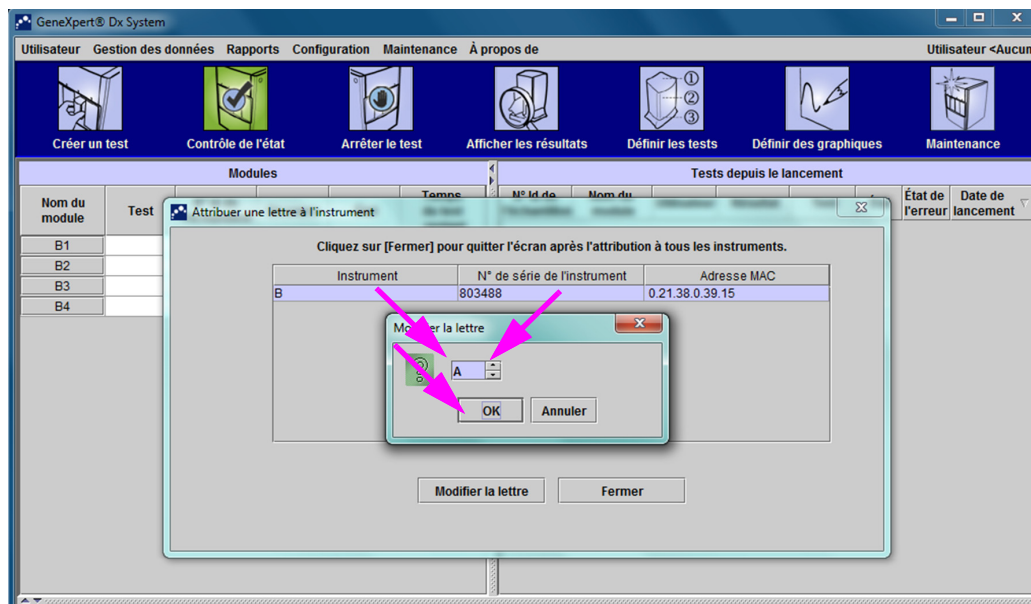 GeneXpert® Dx System
Utilisateur Gestion des données Rapports Configuration Maintenance À propos de Utilisateur <Aucun
Créer un test Contrôle de l'état Arrêter le test Afficher les résultats Définir les tests Définir des graphiques Maintenance
Modules Tests depuis le lancement
Nom du module Test Temps N° Id de Nom du État de l'erreur Date de lancement
Attribuer une lettre à l'instrument
B1
B2
B3
B4
Cliquez sur [Fermer] pour quitter l'écran après l'attribution à tous les instruments.
Instrument N° de série de l'instrument Adresse MAC
B 803488 0.21.38.0.39.15
la lettre
A
OK Annuler
Modifier la lettre Fermer